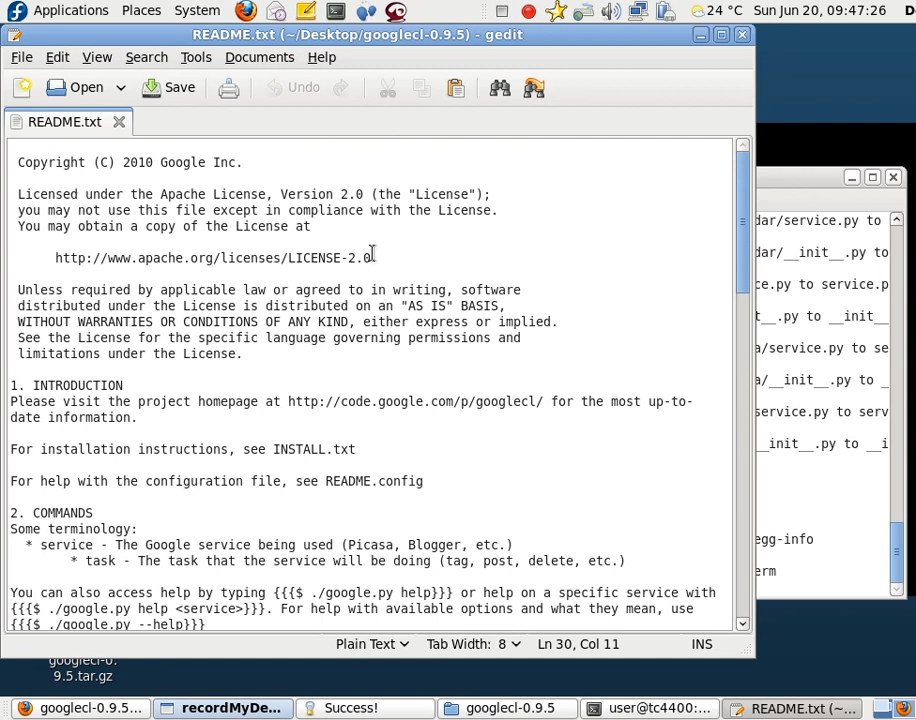 Applications Places System 24 °C Sun Jun 20, 09:47:26
README.txt (~/Desktop/googlecl-0.9.5) - gedit
File Edit View Search Tools Documents Help
Open Save Undo
README.txt
Copyright (C) 2010 Google Inc.
Licensed under the Apache License, Version 2.0 (the "License");
you may not use this file except in compliance with the License.
You may obtain a copy of the License at
http://www.apache.org/licenses/LICENSE-2.0
Unless required by applicable law or agreed to in writing, software
distributed under the License is distributed on an "AS IS" BASIS,
WITHOUT WARRANTIES OR CONDITIONS OF ANY KIND, either express or implied.
See the License for the specific language governing permissions and
limitations under the License.
1. INTRODUCTION
Please visit the project homepage at http://code.google.com/p/googlecl/ for the most up-to-
date information.
For installation instructions, see INSTALL.txt
For help with the configuration file, see README.config
2. COMMANDS
Some terminology:
* service - The Google service being used (Picasa, Blogger, etc.)
* task - The task that the service will be doing (tag, post, delete, etc.)
You can also access help by typing {{{$ ./google.py help}}} or help on a specific service with
{{{$ ./google.py help <service>}}}. For help with available options and what they mean, use
{{{$ ./google.py --help}}}
Plain Text Tab Width: 8 Ln 30, Col 11 INS
dar/service.py to
dar/__init__.py to
ce.py to service.p
t__.py to __init__
a/service.py to se
a/__init__.py to _
service.py to serv
__init__.py to __i
egg-info
erm
googlecl-0.
9.5.tar.gz
googlecl-0.9.5... recordMyDe... Success! googlecl-0.9.5 user@tc4400:... README.txt (~...